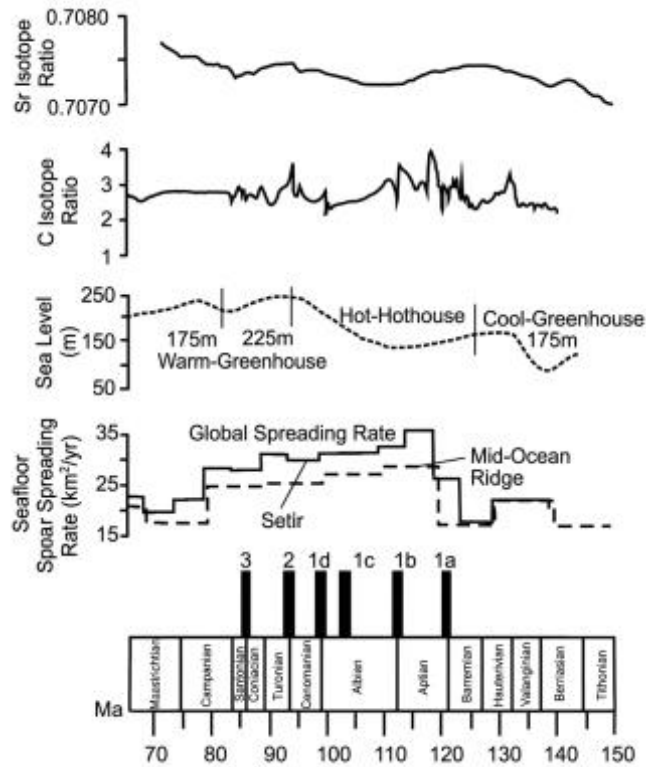 0.7080
Sr Isotope
Ratio
0.7070
4
C Isotope
Ratio
3
2
1
250
Sea Level
(m)
150
50
Hot-Hothouse
Cool-Greenhouse
175m
225m
175m
Warm-Greenhouse
35
Seafloor
Spoar Spreading
Rate (km²/yr)
25
15
Global Spreading Rate
Mid-Ocean
Ridge
Setir
3 2 1d 1c 1b 1a
Maastrichtian
Campanian
Santonian
Turonian
Albien
Aptian
Barremian
Hauterivian
Valanginian
Berriasian
Tithonian
Ma
70 80 90 100 110 120 130 140 150